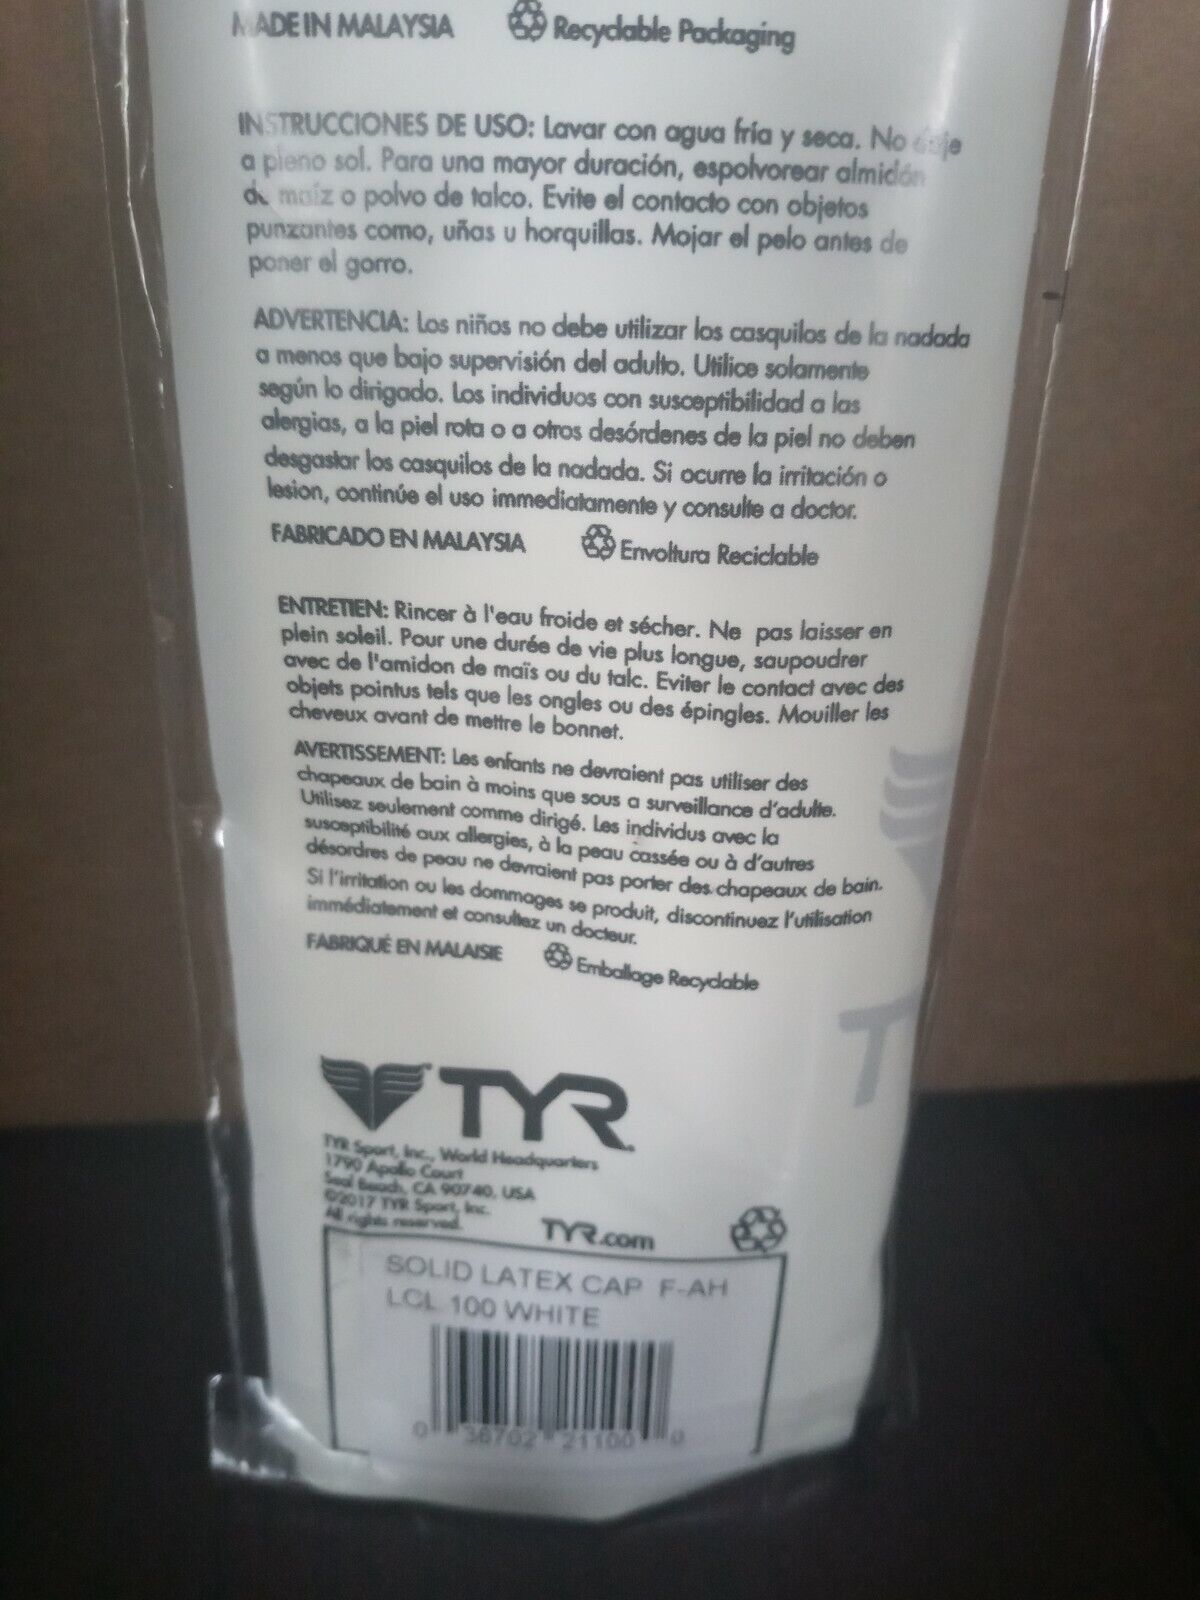 MADE IN MALAYSIA
Recyclable Packaging
INSTRUCCIONES DE USO: Lavar con agua fría y seca. No deje
a pleno sol. Para una mayor duración, espolvorear almidón
de maíz o polvo de talco. Evite el contacto con objetos
punzantes como, uñas u horquillas. Mojar el pelo antes de
poner el gorro.
ADVERTENCIA: Los niños no debe utilizar los casquilos de la nadada
a menos que bajo supervisión del adulto. Utilice solamente
según lo dirigado. Los individuos con susceptibilidad a las
alergias, a la piel rota o a otros desórdenes de la piel no deben
desgastar los casquilos de la nadada. Si ocurre la irritación o
lesion, continúe el uso immediatamente y consulte a doctor.
FABRICADO EN MALAYSIA
Envoltura Reciclable
ENTRETIEN: Rincer à l'eau froide et sécher. Ne pas laisser en
plein soleil. Pour une durée de vie plus longue, saupoudrer
avec de l'amidon de maïs ou du talc. Eviter le contact avec des
objets pointus tels que les ongles ou des épingles. Mouiller les
cheveux avant de mettre le bonnet.
AVERTISSEMENT: Les enfants ne devraient pas utiliser des
chapeaux de bain à moins que sous a surveillance d'adulte.
Utilisez seulement comme dirigé. Les individus avec la
susceptibilité aux allergies, à la peau cassée ou à d'autres
désordres de peau ne devraient pas porter des chapeaux de bain.
Si l'irritation ou les dommages se produit, discontinuez l'utilisation
immédiatement et consultez un docteur.
FABRIQUÉ EN MALAISIE
Emballage Recyclable
T
TYR
TYR Sport, Inc., World Headquarters
1790 Apollo Court
Seal Beach, CA 90740, USA
©2017 TYR Sport, Inc.
All rights reserved.
TYR.com
SOLID LATEX CAP F-AH
LCL 100 WHITE
0 36702 21100 0